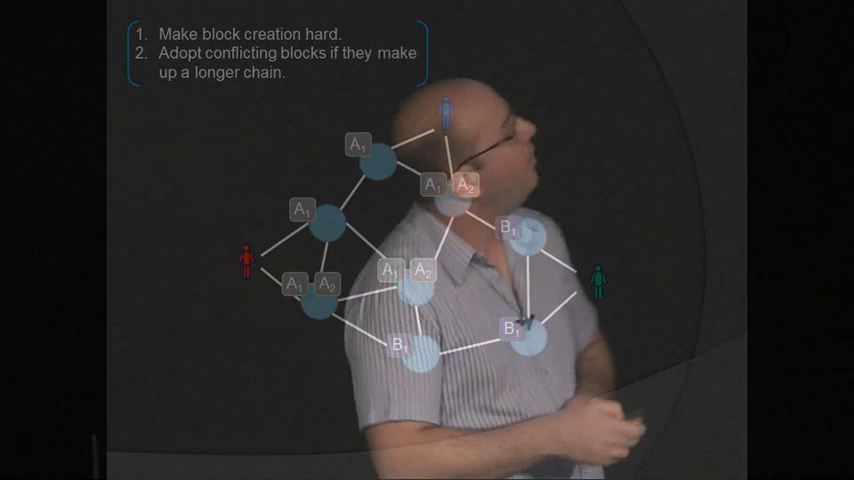 1. Make block creation hard.
2. Adopt conflicting blocks if they make
up a longer chain.
A1
A1 A2
A1
B1
A1 A2
A1 A2
B1
B1